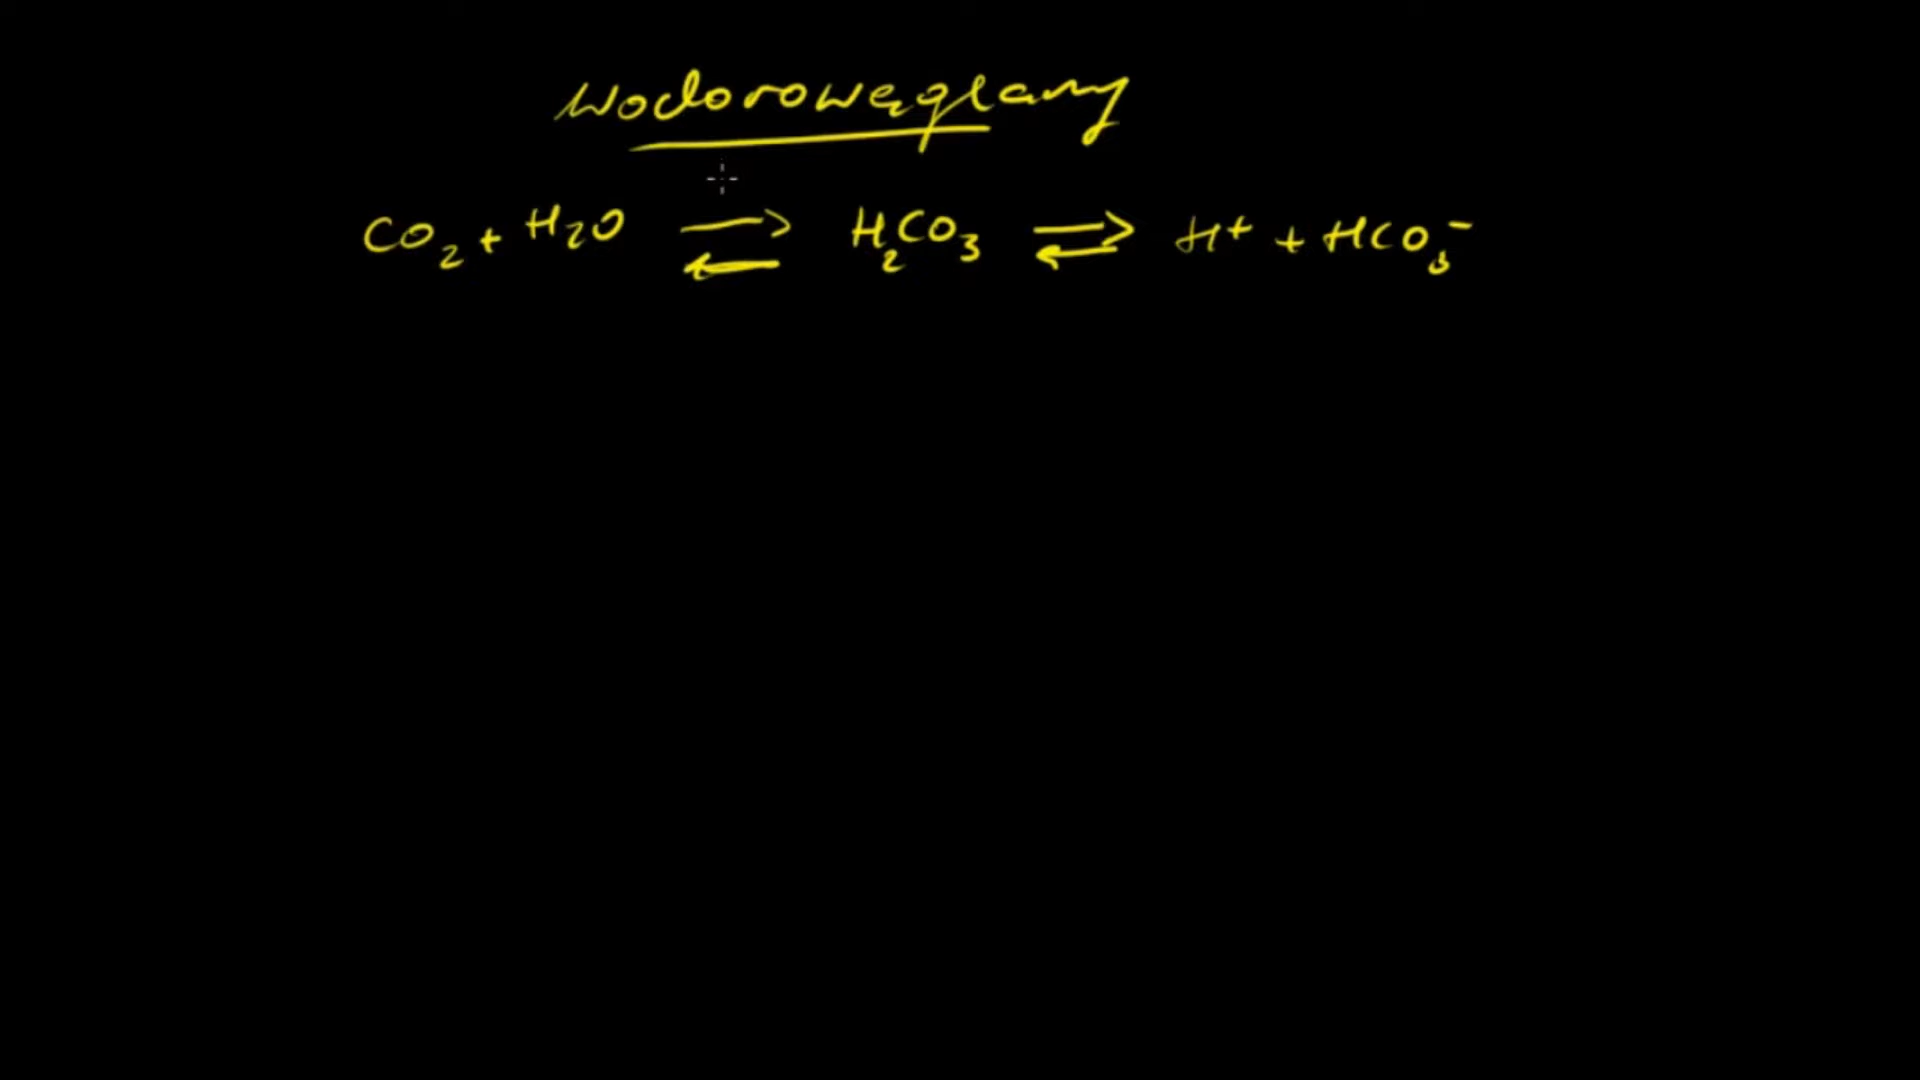 Wodorowęglany
CO₂ + H₂O ⇌ H₂CO₃ ⇌ H⁺ + HCO₃⁻